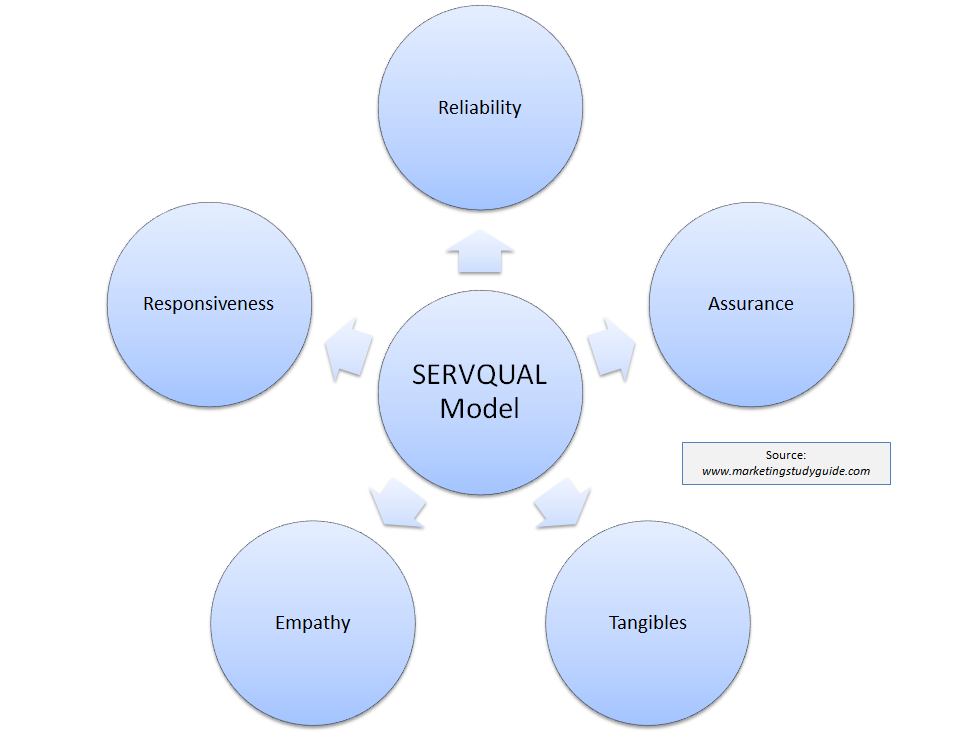 Reliability
Responsiveness
Assurance
SERVQUAL
Model
Source:
www.marketingstudyguide.com
Empathy
Tangibles